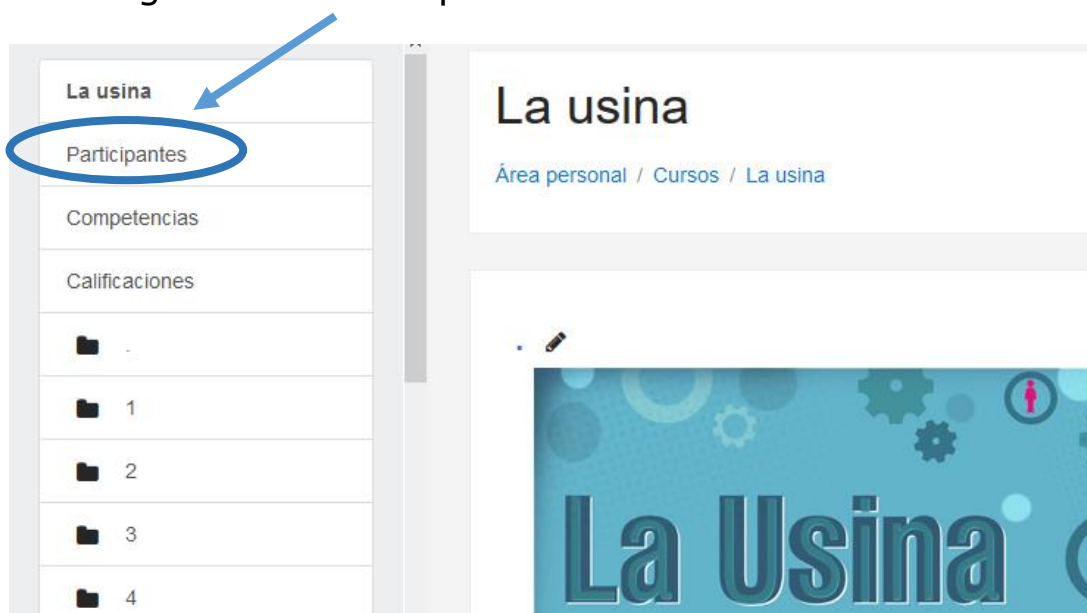 La usina
Participantes
Competencias
Calificaciones
.
1
2
3
4
La usina
Área personal / Cursos / La usina
La Usina